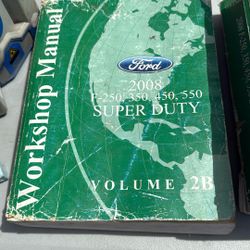 Workshop Manual
Ford
2008
F-250, 350, 450, 550
SUPER DUTY
VOLUME 2B